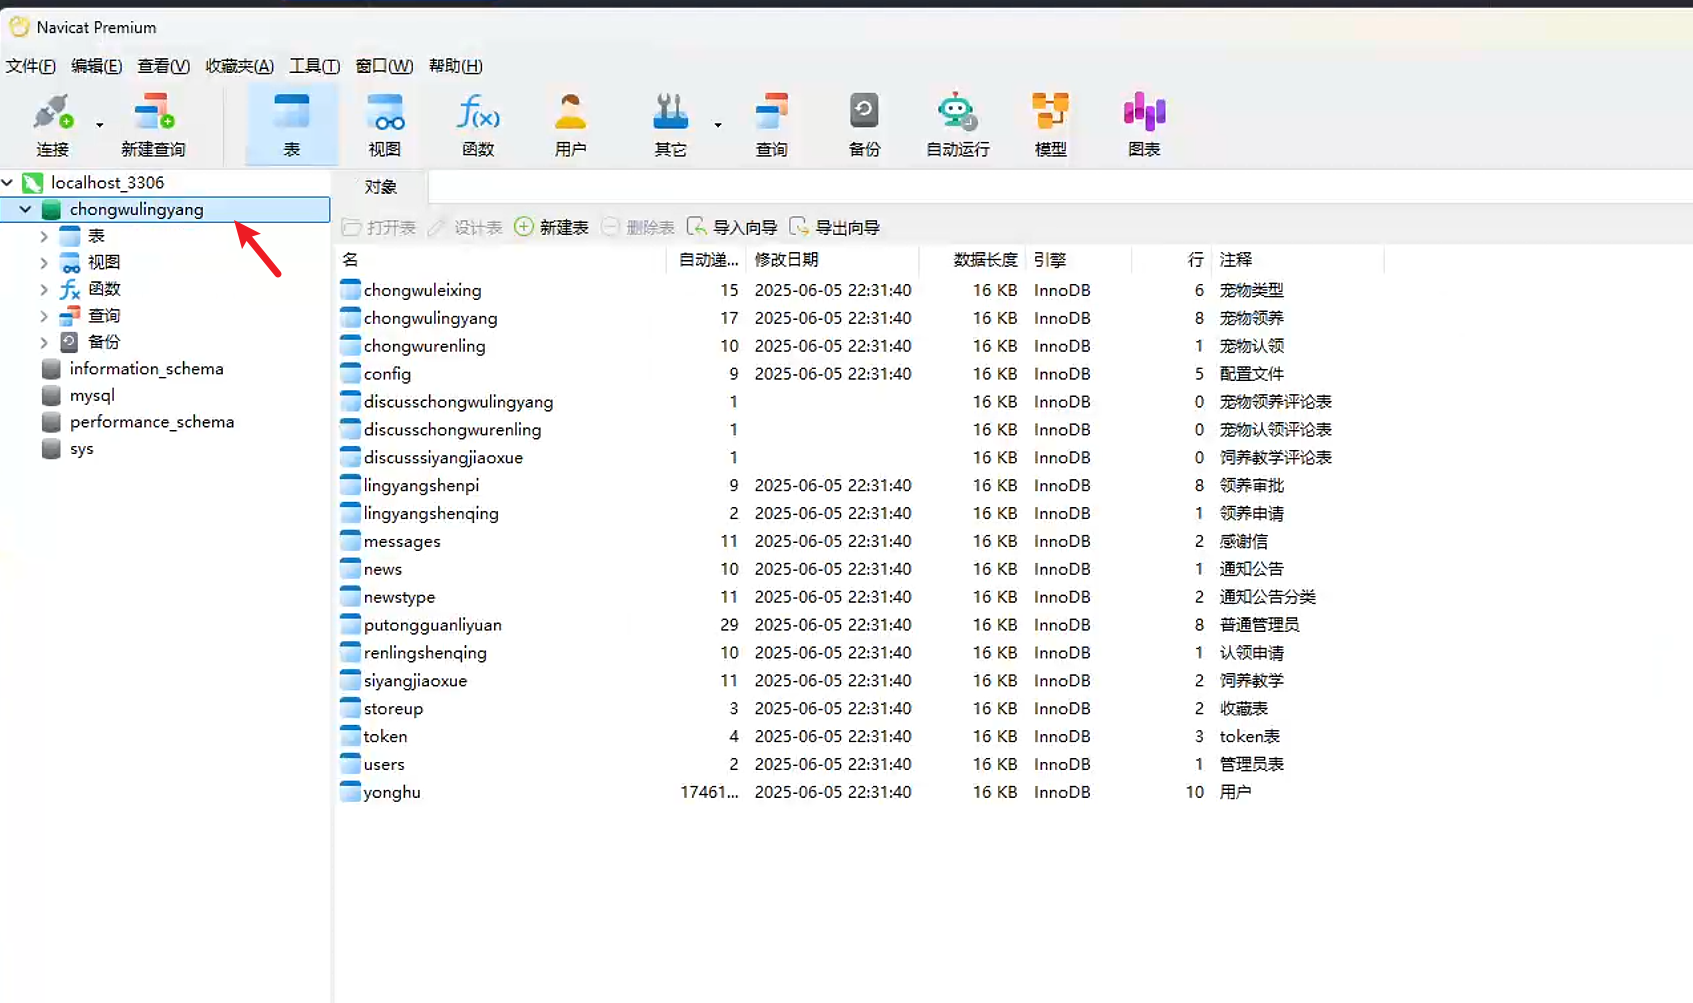 Navicat Premium
文件(F) 编辑(E) 查看(V) 收藏夹(A) 工具(T) 窗口(W) 帮助(H)
连接 新建查询 表 视图 函数 用户 其它 查询 备份 自动运行 模型 图表
localhost_3306
chongwulingyang
表
视图
函数
查询
备份
information_schema
mysql
performance_schema
sys
对象
打开表 设计表 新建表 删除表 导入向导 导出向导
名 自动递... 修改日期 数据长度 引擎 行 注释
chongwuleixing 15 2025-06-05 22:31:40 16 KB InnoDB 6 宠物类型
chongwulingyang 17 2025-06-05 22:31:40 16 KB InnoDB 8 宠物领养
chongwurenling 10 2025-06-05 22:31:40 16 KB InnoDB 1 宠物认领
config 9 2025-06-05 22:31:40 16 KB InnoDB 5 配置文件
discusschongwulingyang 1 16 KB InnoDB 0 宠物领养评论表
discusschongwurenling 1 16 KB InnoDB 0 宠物认领评论表
discusssiyangjiaoxue 1 16 KB InnoDB 0 饲养教学评论表
lingyangshenpi 9 2025-06-05 22:31:40 16 KB InnoDB 8 领养审批
lingyangshenqing 2 2025-06-05 22:31:40 16 KB InnoDB 1 领养申请
messages 11 2025-06-05 22:31:40 16 KB InnoDB 2 感谢信
news 10 2025-06-05 22:31:40 16 KB InnoDB 1 通知公告
newstype 11 2025-06-05 22:31:40 16 KB InnoDB 2 通知公告分类
putongguanliyuan 29 2025-06-05 22:31:40 16 KB InnoDB 8 普通管理员
renlingshenqing 10 2025-06-05 22:31:40 16 KB InnoDB 1 认领申请
siyangjiaoxue 11 2025-06-05 22:31:40 16 KB InnoDB 2 饲养教学
storeup 3 2025-06-05 22:31:40 16 KB InnoDB 2 收藏表
token 4 2025-06-05 22:31:40 16 KB InnoDB 3 token表
users 2 2025-06-05 22:31:40 16 KB InnoDB 1 管理员表
yonghu 17461... 2025-06-05 22:31:40 16 KB InnoDB 10 用户